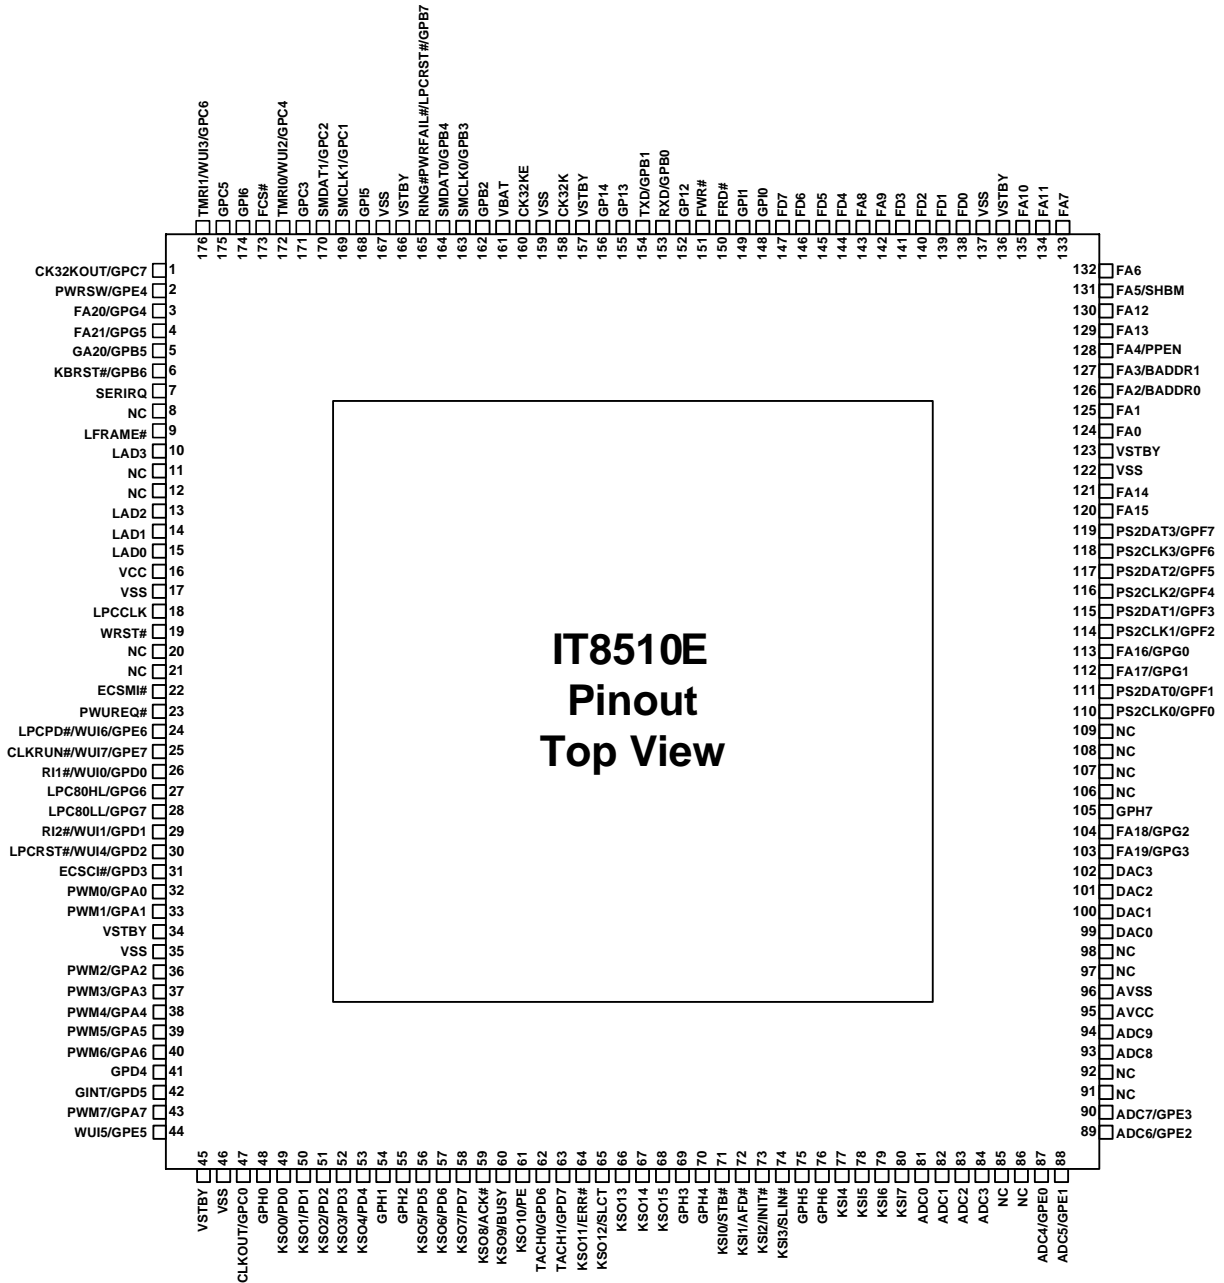 TMRI1/WUI3/GPC6
GPC5
GPI6
FCS#
TMRI0/WUI2/GPC4
GPC3
SMDAT1/GPC2
SMCLK1/GPC1
GPI5
VSS
VSTBY
RING#PWRFAIL#/LPCRST#/GPB7
SMDAT0/GPB4
SMCLK0/GPB3
GPB2
VBAT
CK32KE
VSS
CK32K
VSTBY
GP14
GP13
TXD/GPB1
RXD/GPB0
GP12
FWR#
FRD#
GPI1
GPI0
FD7
FD6
FD5
FD4
FA8
FA9
FD3
FD2
FD1
FD0
VSS
VSTBY
FA10
FA11
FA7
176
175
174
173
172
171
170
169
168
167
166
165
164
163
162
161
160
159
158
157
156
155
154
153
152
151
150
149
148
147
146
145
144
143
142
141
140
139
138
137
136
135
134
133
CK32KOUT/GPC7 1
PWRSW/GPE4 2
FA20/GPG4 3
FA21/GPG5 4
GA20/GPB5 5
KBRST#/GPB6 6
SERIRQ 7
NC 8
LFRAME# 9
LAD3 10
NC 11
NC 12
LAD2 13
LAD1 14
LAD0 15
VCC 16
VSS 17
LPCCLK 18
WRST# 19
NC 20
NC 21
ECSMI# 22
PWUREQ# 23
LPCPD#/WUI6/GPE6 24
CLKRUN#/WUI7/GPE7 25
RI1#/WUI0/GPD0 26
LPC80HL/GPG6 27
LPC80LL/GPG7 28
RI2#/WUI1/GPD1 29
LPCRST#/WUI4/GPD2 30
ECSCI#/GPD3 31
PWM0/GPA0 32
PWM1/GPA1 33
VSTBY 34
VSS 35
PWM2/GPA2 36
PWM3/GPA3 37
PWM4/GPA4 38
PWM5/GPA5 39
PWM6/GPA6 40
GPD4 41
GINT/GPD5 42
PWM7/GPA7 43
WUI5/GPE5 44
IT8510E
Pinout
Top View
132 FA6
131 FA5/SHBM
130 FA12
129 FA13
128 FA4/PPEN
127 FA3/BADDR1
126 FA2/BADDR0
125 FA1
124 FA0
123 VSTBY
122 VSS
121 FA14
120 FA15
119 PS2DAT3/GPF7
118 PS2CLK3/GPF6
117 PS2DAT2/GPF5
116 PS2CLK2/GPF4
115 PS2DAT1/GPF3
114 PS2CLK1/GPF2
113 FA16/GPG0
112 FA17/GPG1
111 PS2DAT0/GPF1
110 PS2CLK0/GPF0
109 NC
108 NC
107 NC
106 NC
105 GPH7
104 FA18/GPG2
103 FA19/GPG3
102 DAC3
101 DAC2
100 DAC1
99 DAC0
98 NC
97 NC
96 AVSS
95 AVCC
94 ADC9
93 ADC8
92 NC
91 NC
90 ADC7/GPE3
89 ADC6/GPE2
45
46
47
48
49
50
51
52
53
54
55
56
57
58
59
60
61
62
63
64
65
66
67
68
69
70
71
72
73
74
75
76
77
78
79
80
81
82
83
84
85
86
87
88
VSTBY
VSS
CLKOUT/GPC0
GPH0
KSO0/PD0
KSO1/PD1
KSO2/PD2
KSO3/PD3
KSO4/PD4
GPH1
GPH2
KSO5/PD5
KSO6/PD6
KSO7/PD7
KSO8/ACK#
KSO9/BUSY
KSO10/PE
TACH0/GPD6
TACH1/GPD7
KSO11/ERR#
KSO12/SLCT
KSO13
KSO14
KSO15
GPH3
GPH4
KSI0/STB#
KSI1/AFD#
KSI2/INIT#
KSI3/SLIN#
GPH5
GPH6
KSI4
KSI5
KSI6
KSI7
ADC0
ADC1
ADC2
ADC3
NC
NC
ADC4/GPE0
ADC5/GPE1